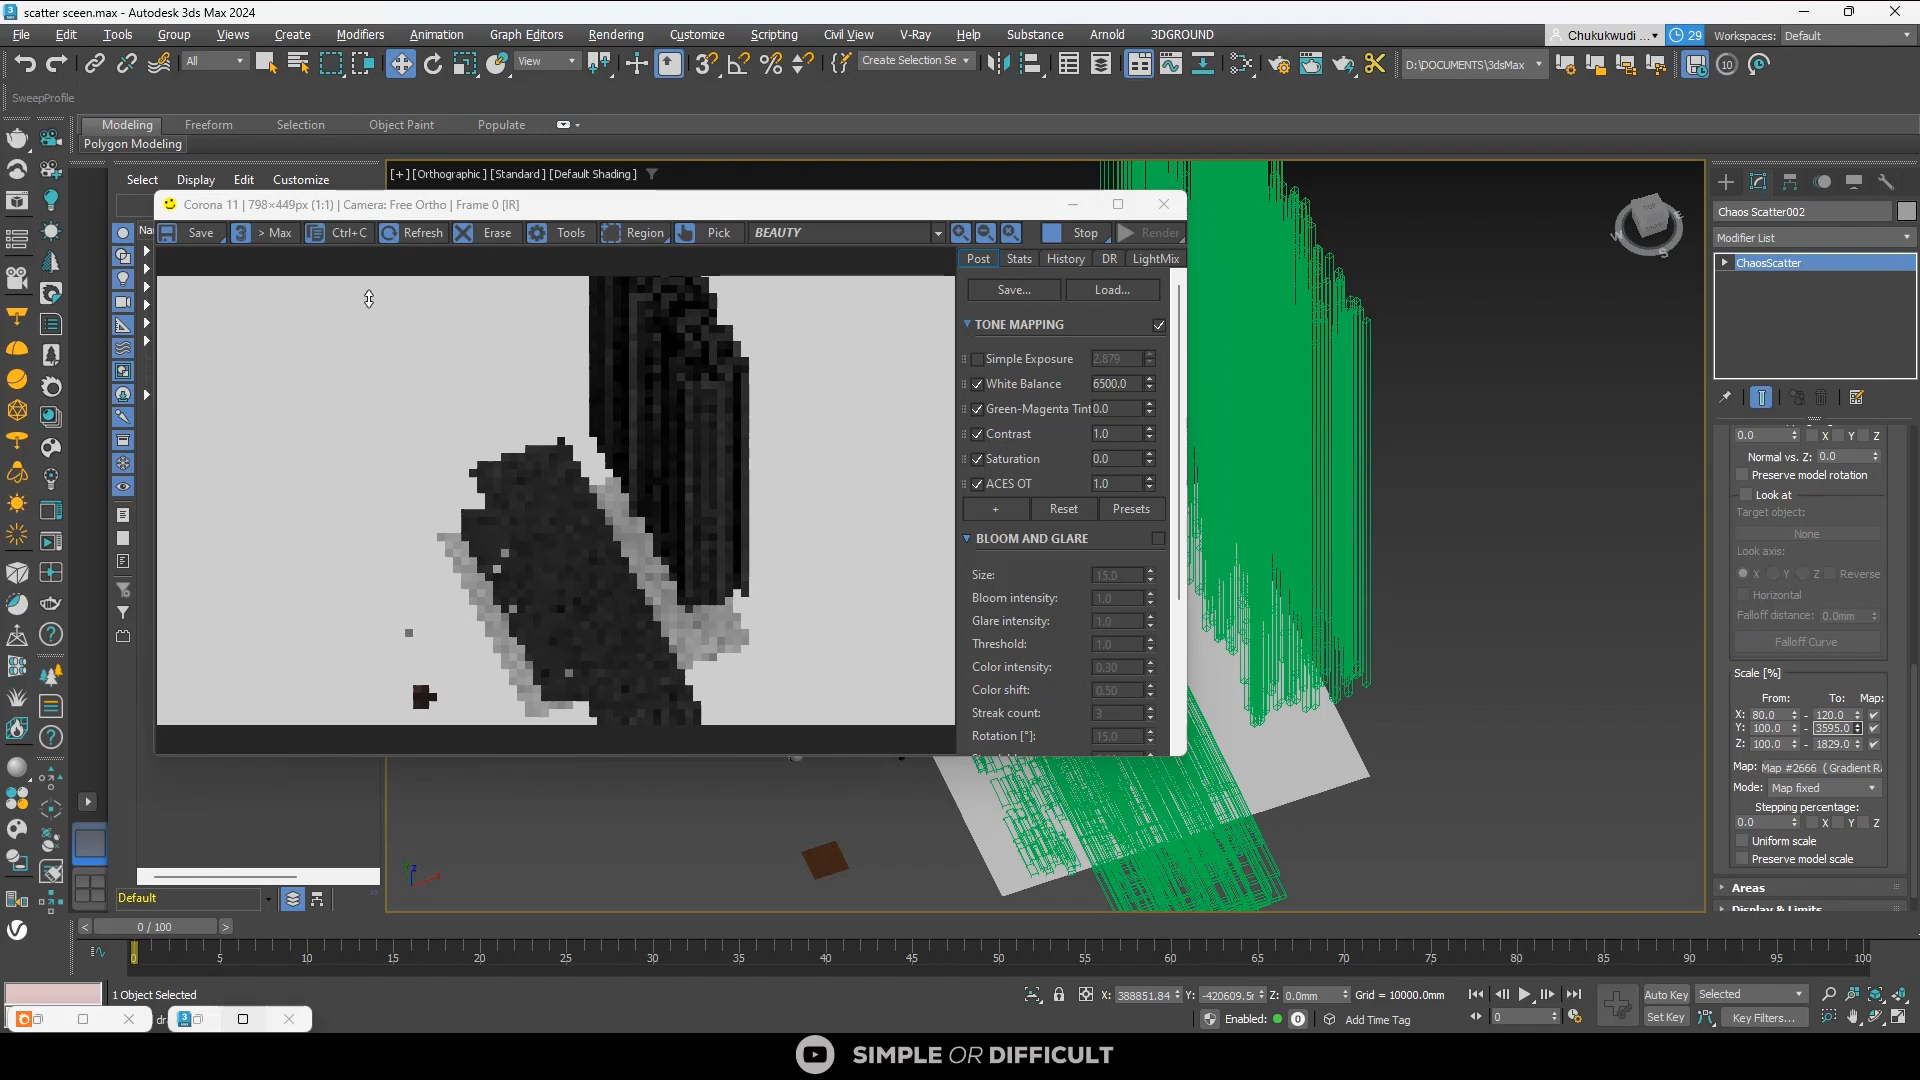 scatter sceen.max - Autodesk 3ds Max 2024
File Edit Tools Group Views Create Modifiers Animation Graph Editors Rendering Customize Scripting Civil View V-Ray Help Substance Arnold 3DGROUND
Chukukwudi ... 29 Workspaces: Default
All View Create Selection Se D:\DOCUMENTS\3dsMax 10
SweepProfile
Modeling Freeform Selection Object Paint Populate
Polygon Modeling
Select Display Edit Customize
[+] [Orthographic] [Standard] [Default Shading]
Corona 11 | 798×449px (1:1) | Camera: Free Ortho | Frame 0 [IR]
Save > Max Ctrl+C Refresh Erase Tools Region Pick BEAUTY Stop Render
Post Stats History DR LightMix
Save... Load...
TONE MAPPING
Simple Exposure 2.879
White Balance 6500.0
Green-Magenta Tint 0.0
Contrast 1.0
Saturation 0.0
ACES OT 1.0
+ Reset Presets
BLOOM AND GLARE
Size: 15.0
Bloom intensity: 1.0
Glare intensity: 1.0
Threshold: 1.0
Color intensity: 0.30
Color shift: 0.50
Streak count: 3
Rotation [°]: 15.0
Chaos Scatter002
Modifier List
ChaosScatter
0.0 X Y Z
Normal vs. Z: 0.0
Preserve model rotation
Look at
Target object:
None
Look axis:
X Y Z Reverse
Horizontal
Falloff distance: 0.0mm
Falloff Curve
Scale [%]
From: To: Map:
X: 80.0 - 120.0
Y: 100.0 - 3595.0
Z: 100.0 - 1829.0
Map: Map #2666 ( Gradient R
Mode: Map fixed
Stepping percentage:
0.0 X Y Z
Uniform scale
Preserve model scale
Areas
Display & Limits
Default
< 0 / 100 >
0 5 10 15 20 25 30 35 40 45 50 55 60 65 70 75 80 85 90 95 100
1 Object Selected
X: 388851.84 Y: -420609.5 Z: 0.0mm Grid = 10000.0mm
Auto Key Selected
Enabled: 0 Add Time Tag
0 Set Key Key Filters...
SIMPLE OR DIFFICULT